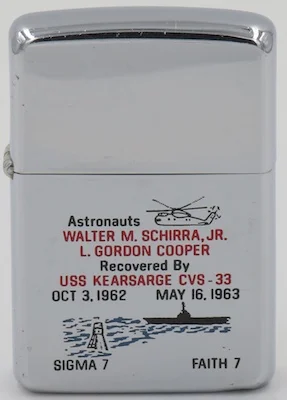 Astronauts
WALTER M. SCHIRRA, JR.
L. GORDON COOPER
Recovered By
USS KEARSARGE CVS-33
OCT 3, 1962 MAY 16, 1963
SIGMA 7 FAITH 7